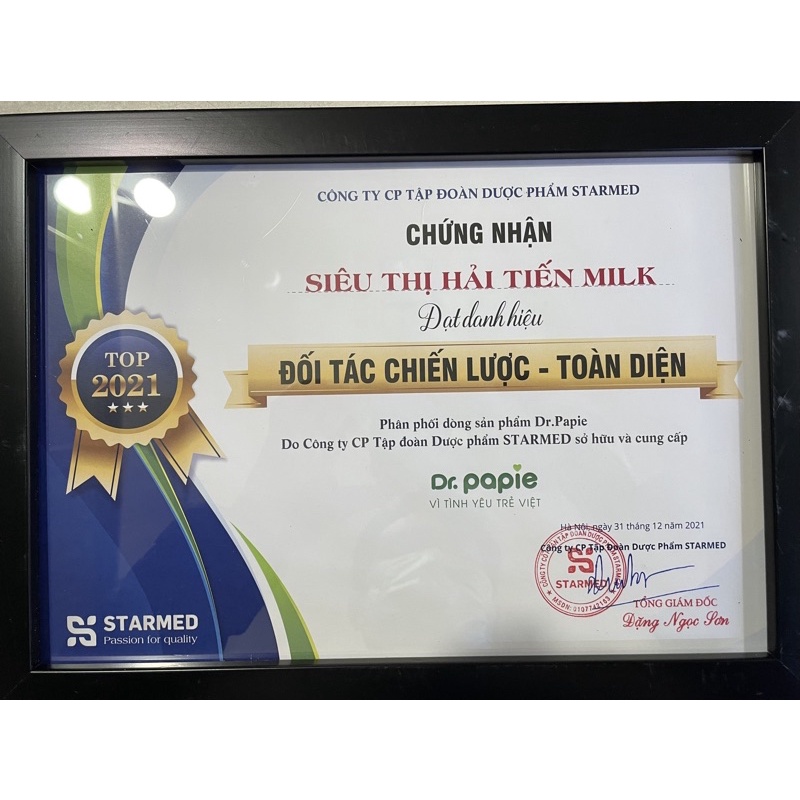 CÔNG TY CP TẬP ĐOÀN DƯỢC PHẨM STARMED
CHỨNG NHẬN
SIÊU THỊ HẢI TIẾN MILK
Đạt danh hiệu
TOP
2021
ĐỐI TÁC CHIẾN LƯỢC - TOÀN DIỆN
Phân phối dòng sản phẩm Dr.Papie
Do Công ty CP Tập đoàn Dược phẩm STARMED sở hữu và cung cấp
Dr. papie
VÌ TÌNH YÊU TRẺ VIỆT
Hà Nội, ngày 31 tháng 12 năm 2021
Công ty CP Tập Đoàn Dược Phẩm STARMED
STARMED
TỔNG GIÁM ĐỐC
Đặng Ngọc Sơn
STARMED
Passion for quality